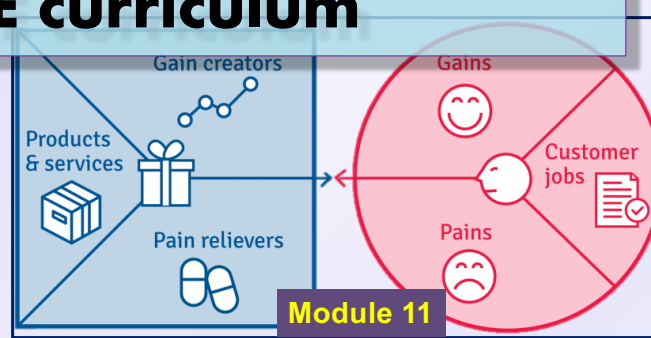 E curriculum
Gain creators
Products
& services
Pain relievers
Gains
Customer
jobs
Pains
Module 11